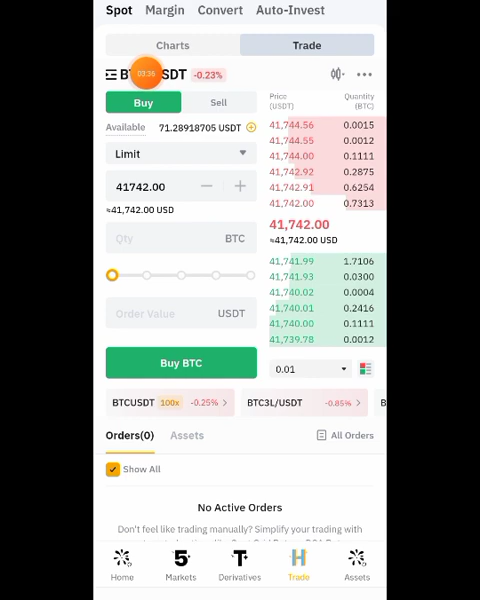 Spot Margin Convert Auto-Invest
Charts Trade
SDT -0.23%
03:36
Buy Sell
Available 71.28918705 USDT
Limit
41742.00
≈41,742.00 USD
Qty BTC
Order Value USDT
Buy BTC
Price Quantity
(USDT) (BTC)
41,744.56 0.0015
41,744.55 0.0012
41,744.00 0.1111
41,742.92 0.2875
41,742.91 0.6254
41,742.00 0.7313
41,742.00
≈41,742.00 USD
41,741.99 1.7106
41,741.93 0.0300
41,740.02 0.0004
41,740.01 0.2416
41,740.00 0.1111
41,739.78 0.0012
0.01
BTCUSDT 100x -0.25% BTC3L/USDT -0.85%
Orders(0) Assets All Orders
Show All
No Active Orders
Don't feel like trading manually? Simplify your trading with
Home Markets Derivatives Trade Assets